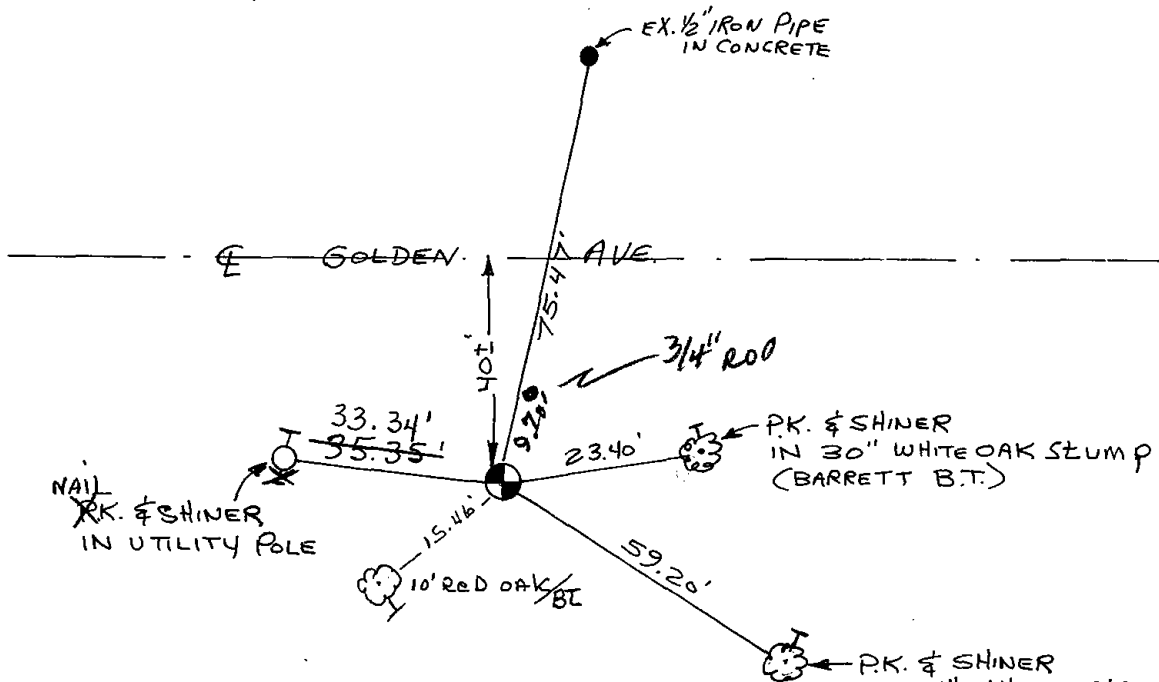 EX. 1/2" IRON PIPE
IN CONCRETE
℄ GOLDEN AVE.
75.47'
40±'
3/4" ROD
9.70'
33.34'
35.35'
23.40'
P.K. & SHINER
IN 30" WHITE OAK STUMP
(BARRETT B.T.)
NAIL
P.K. & SHINER
IN UTILITY POLE
15.46'
10' RED OAK/BT
59.20'
P.K. & SHINER